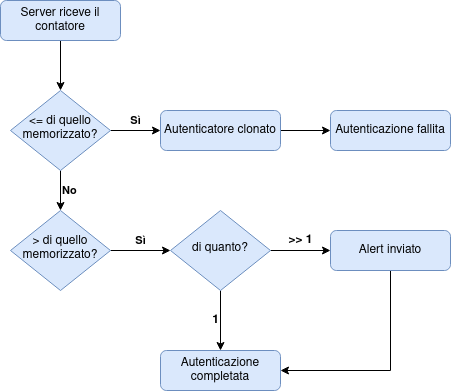 Server riceve il
contatore
<= di quello
memorizzato?
Sì
Autenticatore clonato
Autenticazione fallita
No
> di quello
memorizzato?
Sì
di quanto?
>> 1
Alert inviato
1
Autenticazione
completata